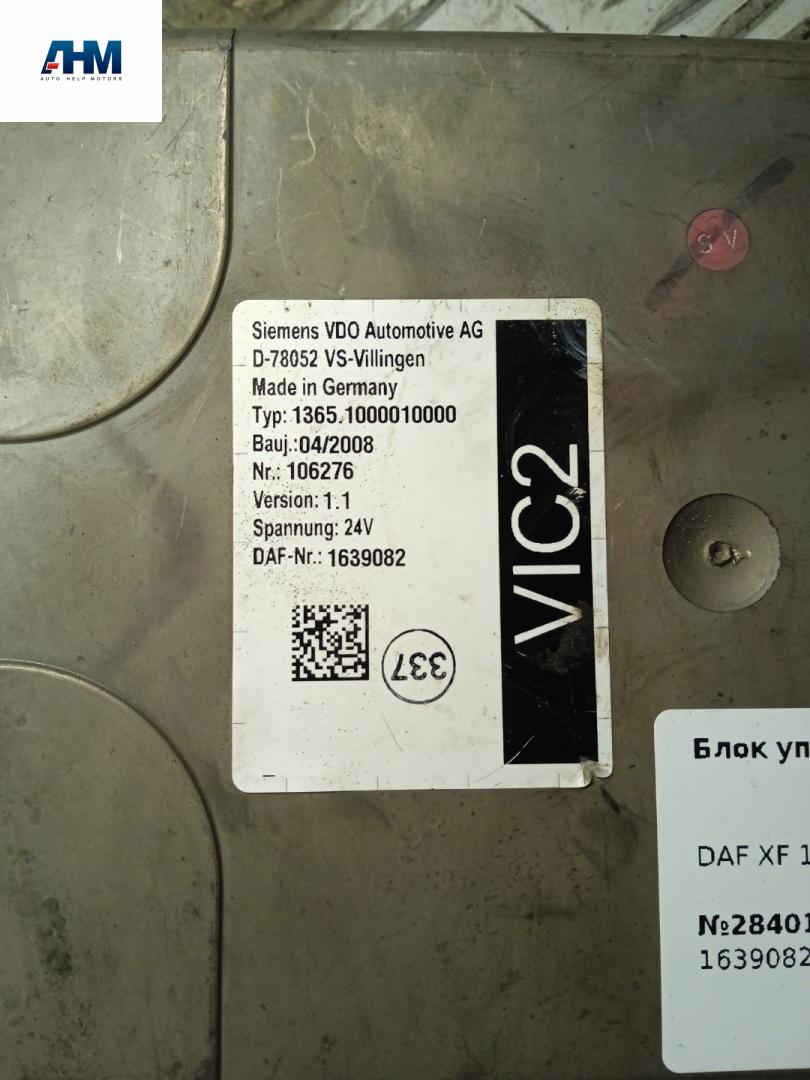 AHM
AUTO HELP MOTORS
S V
Siemens VDO Automotive AG
D-78052 VS-Villingen
Made in Germany
Typ: 1365.1000010000
Bauj.:04/2008
Nr.: 106276
Version: 1.1
Spannung: 24V
DAF-Nr.: 1639082
337
VIC2
Блок уп
DAF XF 1
№28401
1639082